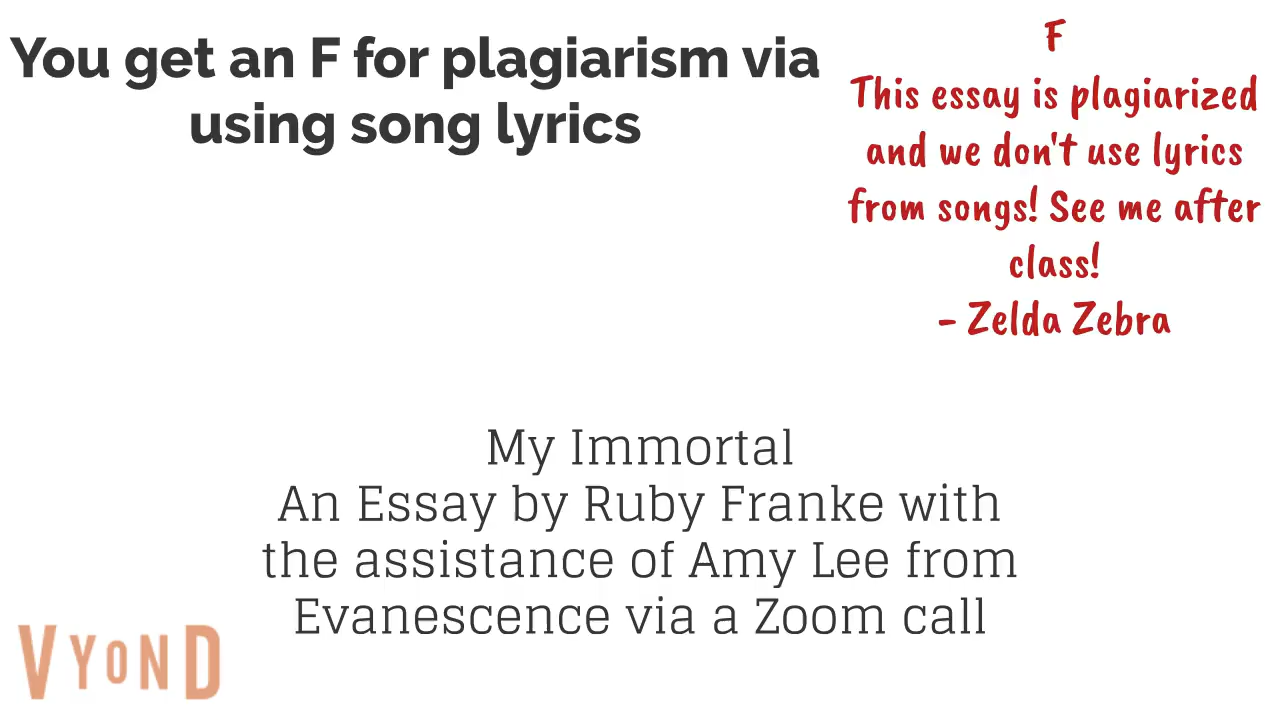 You get an F for plagiarism via
using song lyrics
F
This essay is plagiarized
and we don't use lyrics
from songs! See me after
class!
- Zelda Zebra
My Immortal
An Essay by Ruby Franke with
the assistance of Amy Lee from
Evanescence via a Zoom call
VYOND